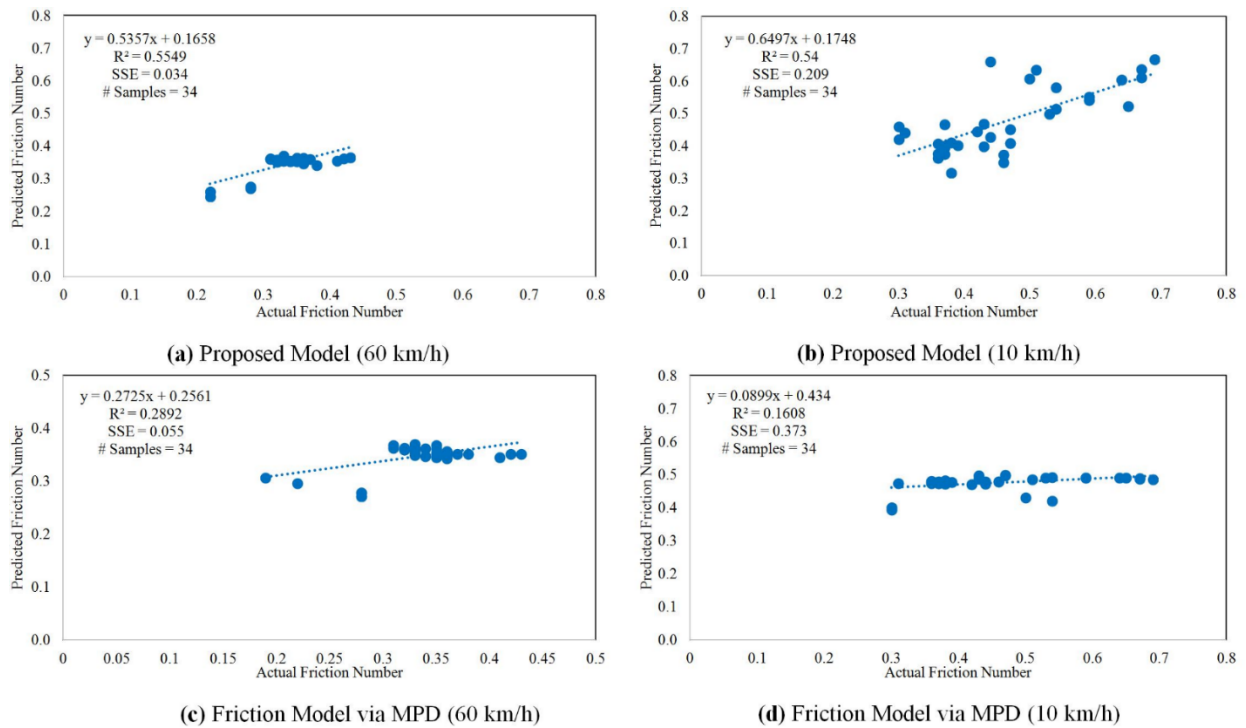 0.8
0.7
0.6
0.5
0.4
0.3
0.2
0.1
0.0
Predicted Friction Number
y = 0.5357x + 0.1658
R² = 0.5549
SSE = 0.034
# Samples = 34
0 0.1 0.2 0.3 0.4 0.5 0.6 0.7 0.8
Actual Friction Number
(a) Proposed Model (60 km/h)
0.8
0.7
0.6
0.5
0.4
0.3
0.2
0.1
0.0
Predicted Friction Number
y = 0.6497x + 0.1748
R² = 0.54
SSE = 0.209
# Samples = 34
0 0.1 0.2 0.3 0.4 0.5 0.6 0.7 0.8
Actual Friction Number
(b) Proposed Model (10 km/h)
0.5
0.4
0.3
0.2
0.1
0.0
Predicted Friction Number
y = 0.2725x + 0.2561
R² = 0.2892
SSE = 0.055
# Samples = 34
0 0.05 0.1 0.15 0.2 0.25 0.3 0.35 0.4 0.45 0.5
Actual Friction Number
(c) Friction Model via MPD (60 km/h)
0.8
0.7
0.6
0.5
0.4
0.3
0.2
0.1
0.0
Predicted Friction Number
y = 0.0899x + 0.434
R² = 0.1608
SSE = 0.373
# Samples = 34
0 0.1 0.2 0.3 0.4 0.5 0.6 0.7 0.8
Actual Friction Number
(d) Friction Model via MPD (10 km/h)